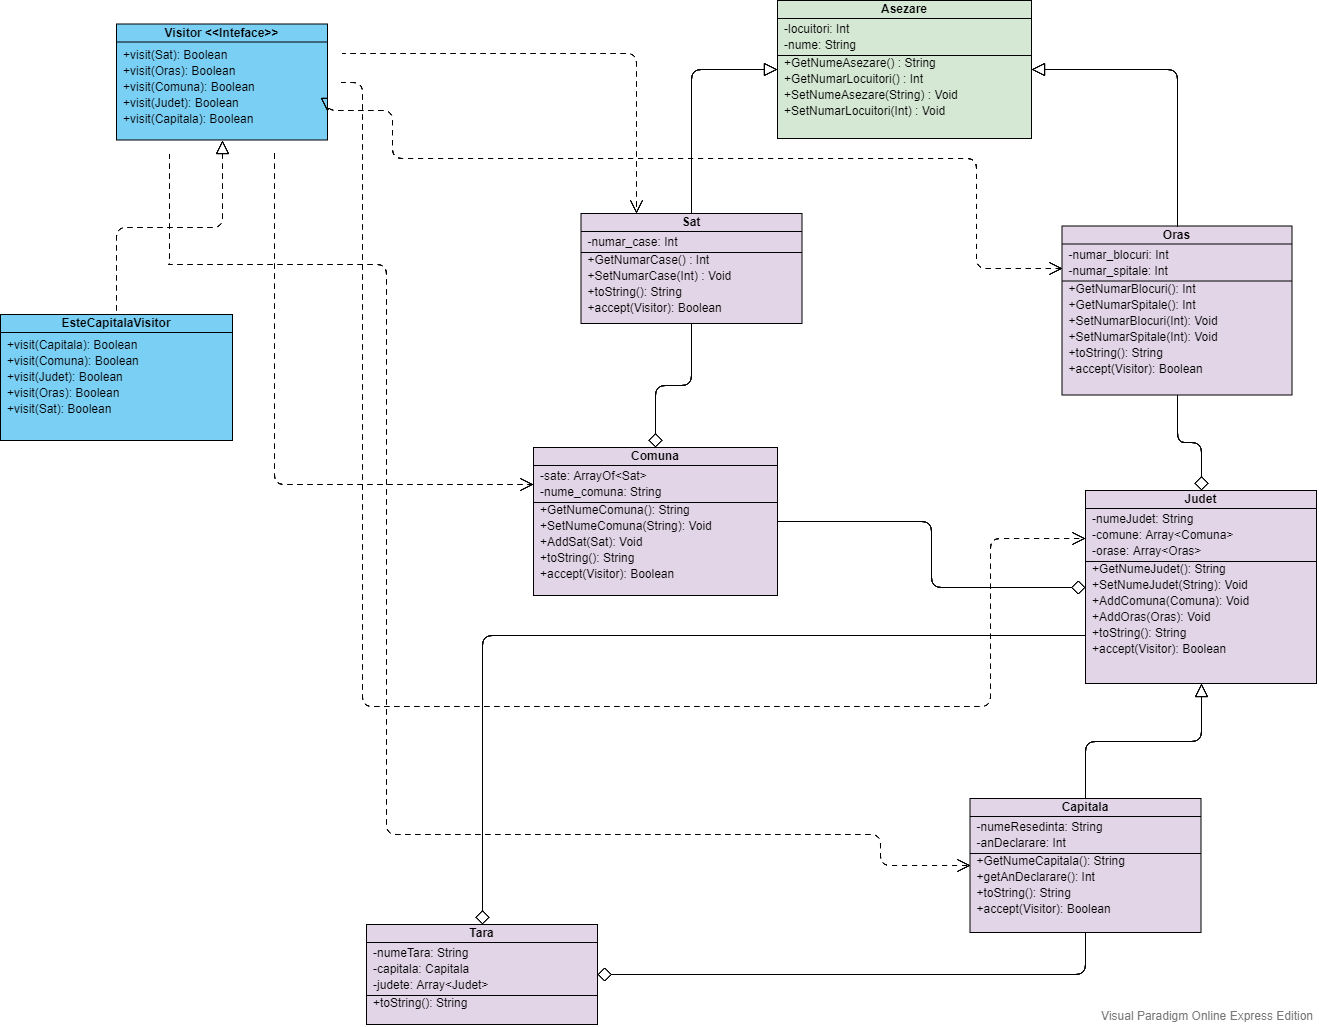 Visitor <<Inteface>>
+visit(Sat): Boolean
+visit(Oras): Boolean
+visit(Comuna): Boolean
+visit(Judet): Boolean
+visit(Capitala): Boolean
Asezare
-locuitori: Int
-nume: String
+GetNumeAsezare() : String
+GetNumarLocuitori() : Int
+SetNumeAsezare(String) : Void
+SetNumarLocuitori(Int) : Void
Sat
-numar_case: Int
+GetNumarCase() : Int
+SetNumarCase(Int) : Void
+toString(): String
+accept(Visitor): Boolean
Oras
-numar_blocuri: Int
-numar_spitale: Int
+GetNumarBlocuri(): Int
+GetNumarSpitale(): Int
+SetNumarBlocuri(Int): Void
+SetNumarSpitale(Int): Void
+toString(): String
+accept(Visitor): Boolean
EsteCapitalaVisitor
+visit(Capitala): Boolean
+visit(Comuna): Boolean
+visit(Judet): Boolean
+visit(Oras): Boolean
+visit(Sat): Boolean
Comuna
-sate: ArrayOf<Sat>
-nume_comuna: String
+GetNumeComuna(): String
+SetNumeComuna(String): Void
+AddSat(Sat): Void
+toString(): String
+accept(Visitor): Boolean
Judet
-numeJudet: String
-comune: Array<Comuna>
-orase: Array<Oras>
+GetNumeJudet(): String
+SetNumeJudet(String): Void
+AddComuna(Comuna): Void
+AddOras(Oras): Void
+toString(): String
+accept(Visitor): Boolean
Capitala
-numeResedinta: String
-anDeclarare: Int
+GetNumeCapitala(): String
+getAnDeclarare(): Int
+toString(): String
+accept(Visitor): Boolean
Tara
-numeTara: String
-capitala: Capitala
-judete: Array<Judet>
+toString(): String
Visual Paradigm Online Express Edition